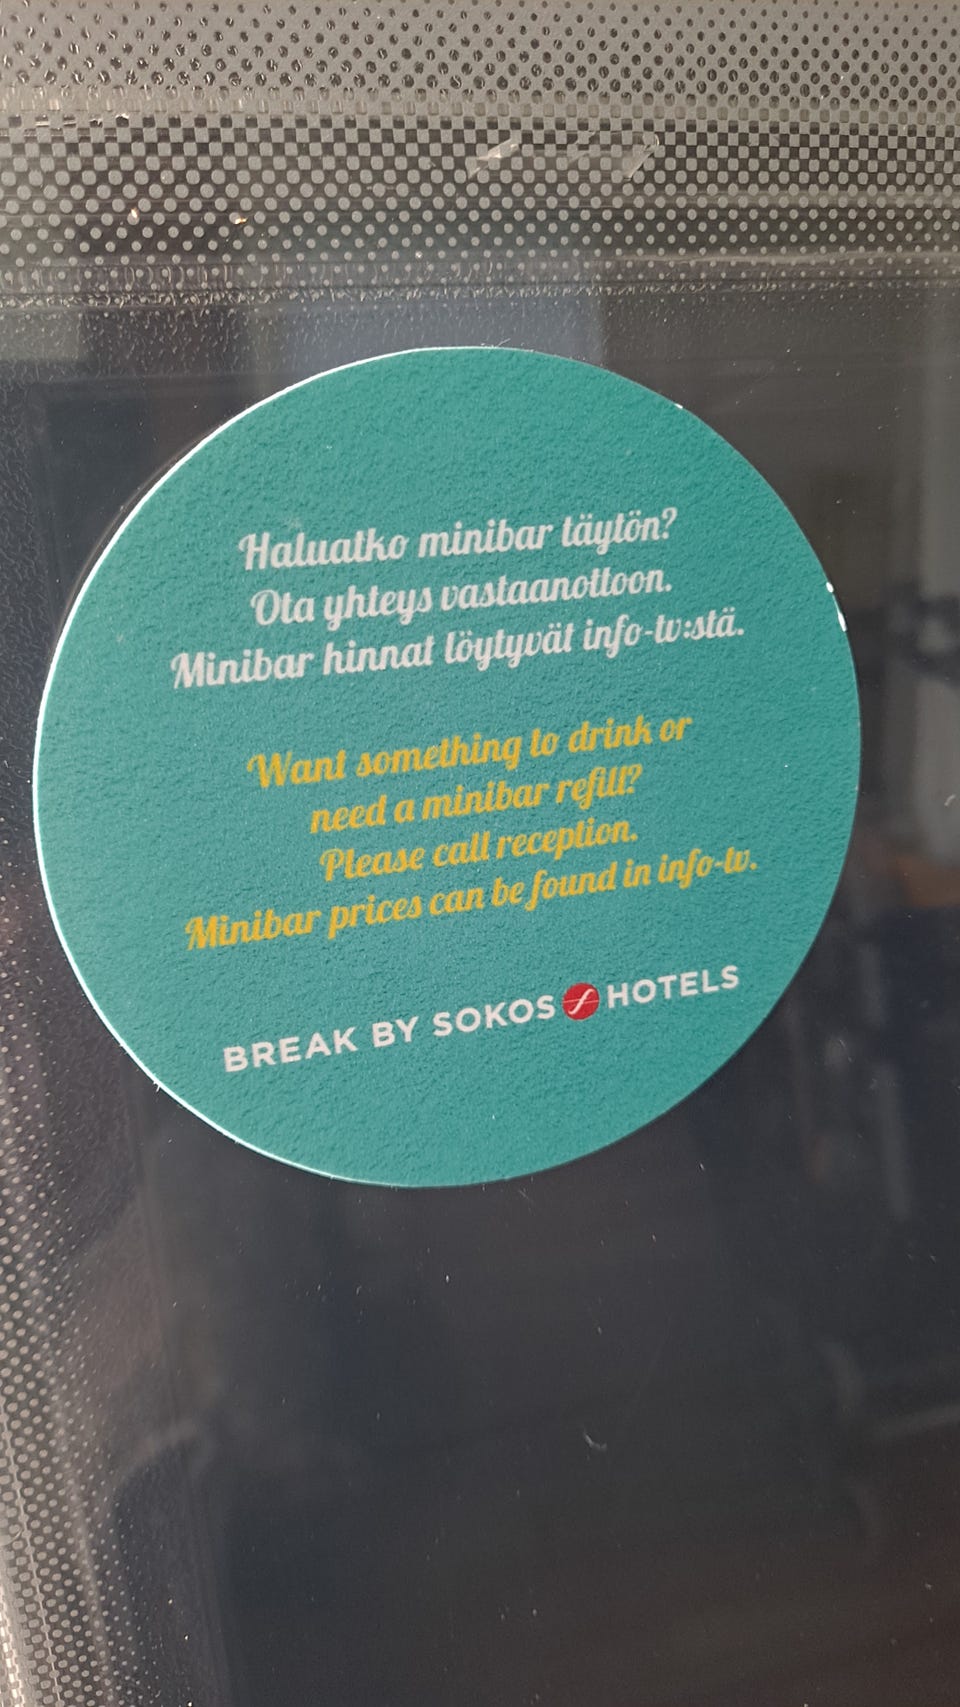 Haluatko minibar täytön?
Ota yhteys vastaanottoon.
Minibar hinnat löytyvät info-tv:stä.
Want something to drink or
need a minibar refill?
Please call reception.
Minibar prices can be found in info-tv.
BREAK BY SOKOS HOTELS